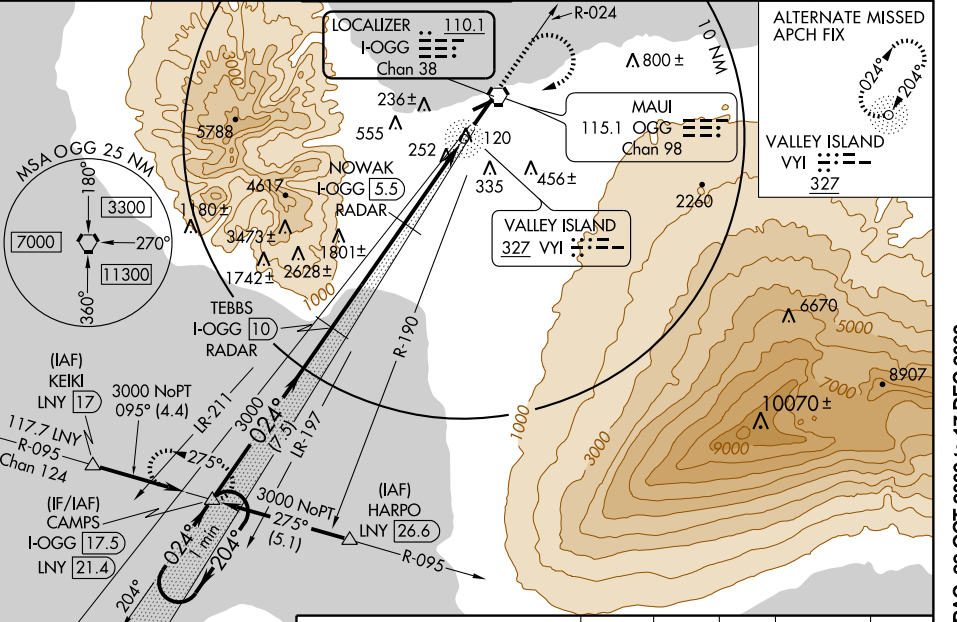 LOCALIZER 110.1
I-OGG
Chan 38
R-024
10 NM
800 ±
ALTERNATE MISSED
APCH FIX
024°
204°
VALLEY ISLAND
VYI
327
MAUI
115.1 OGG
Chan 98
236 ±
555
252
120
335
456 ±
5788
4617
1180 ±
3473 ±
1742 ±
2628 ±
1801 ±
1000
2260
NOWAK
I-OGG 5.5
RADAR
VALLEY ISLAND
327 VYI
MSA OGG 25 NM
180°
3300
7000
270°
11300
360°
TEBBS
I-OGG 10
RADAR
R-190
6670
5000
7000
8907
10070 ±
9000
3000
1000
(IAF)
KEIKI
LNY 17
3000 NoPT
095° (4.4)
117.7 LNY
R-095
Chan 124
LR-211
3000
024°
(7.5)
LR-197
275°
(IF/IAF)
CAMPS
I-OGG 17.5
LNY 21.4
3000 NoPT
275°
(5.1)
(IAF)
HARPO
LNY 26.6
R-095
024°
1 min
204°
204°